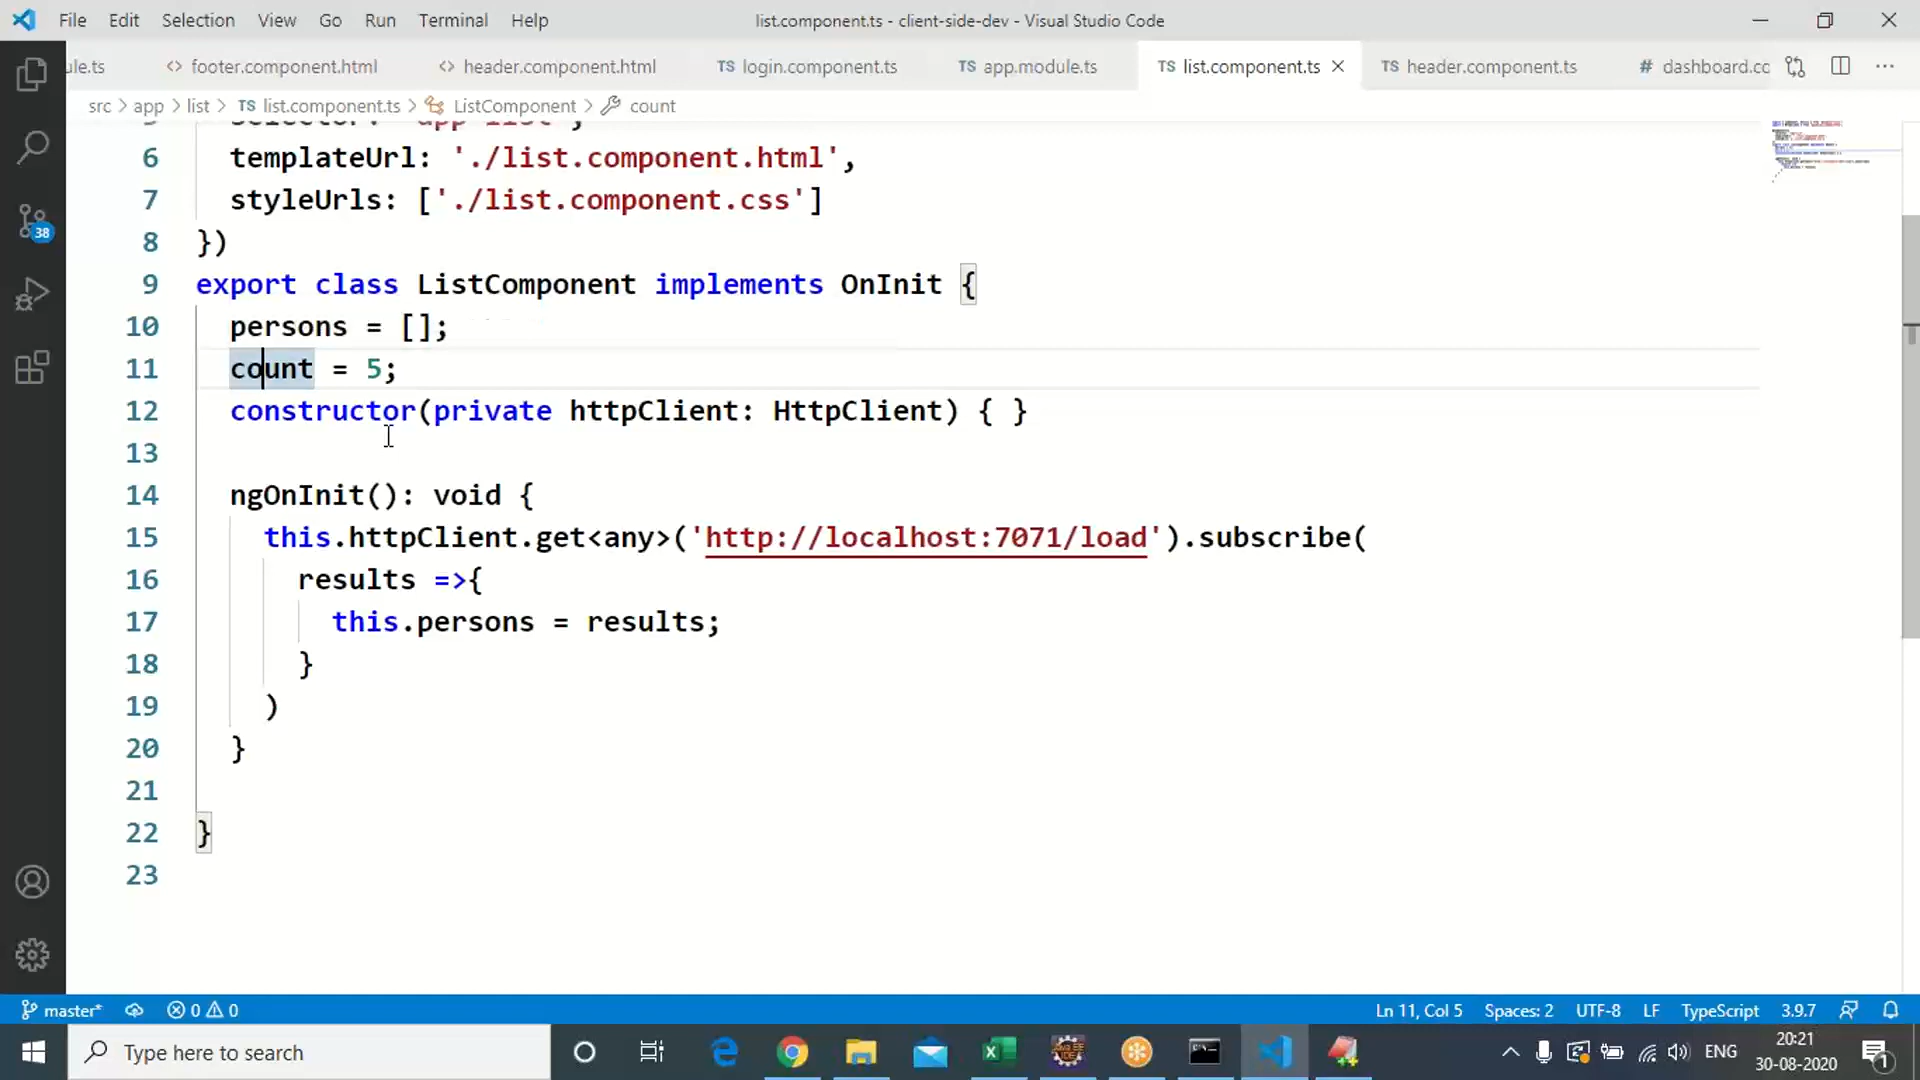 File Edit Selection View Go Run Terminal Help
list.component.ts - client-side-dev - Visual Studio Code
ule.ts
<> footer.component.html
<> header.component.html
TS login.component.ts
TS app.module.ts
TS list.component.ts
TS header.component.ts
# dashboard.cc
src > app > list > TS list.component.ts > ListComponent > count
6 templateUrl: './list.component.html',
7 styleUrls: ['./list.component.css']
8 })
9 export class ListComponent implements OnInit {
10 persons = [];
11 count = 5;
12 constructor(private httpClient: HttpClient) { }
13
14 ngOnInit(): void {
15 this.httpClient.get<any>('http://localhost:7071/load').subscribe(
16 results =>{
17 this.persons = results;
18 }
19 )
20 }
21
22 }
23
38
master* 0 0 Ln 11, Col 5 Spaces: 2 UTF-8 LF TypeScript 3.9.7
Type here to search
ENG
20:21
30-08-2020
1